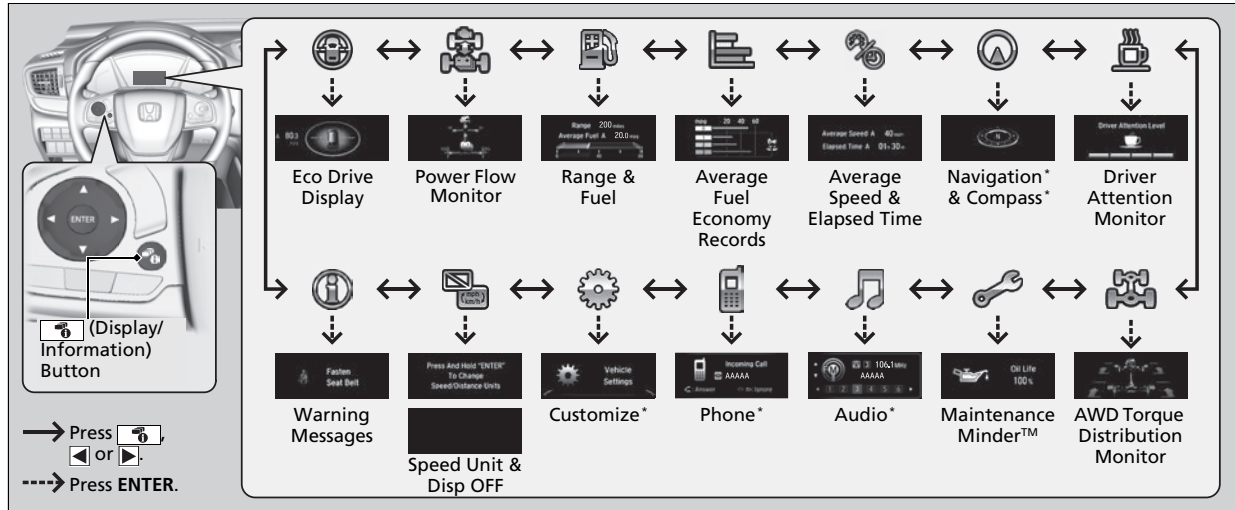 ENTER
(Display/
Information)
Button
Press
◀ or ▶.
Press ENTER.
Range 200 miles
Average Fuel A 20.0
mpg 20 40 60
Average Speed A 40 mph
Elapsed Time A 01h 30m
N
Driver Attention Level
Eco Drive
Display
Power Flow
Monitor
Range &
Fuel
Average
Fuel
Economy
Records
Average
Speed &
Elapsed Time
Navigation*
& Compass*
Driver
Attention
Monitor
mph
km/h
Fasten
Seat Belt
Press And Hold "ENTER"
To Change
Speed/Distance Units
Vehicle
Settings
Incoming Call
AAAAA
Answer
3 106.1 MHz
AAAAA
1 2 3 4 5 6
Oil Life
100 %
Warning
Messages
Speed Unit &
Disp OFF
Customize*
Phone*
Audio*
Maintenance
Minder™
AWD Torque
Distribution
Monitor